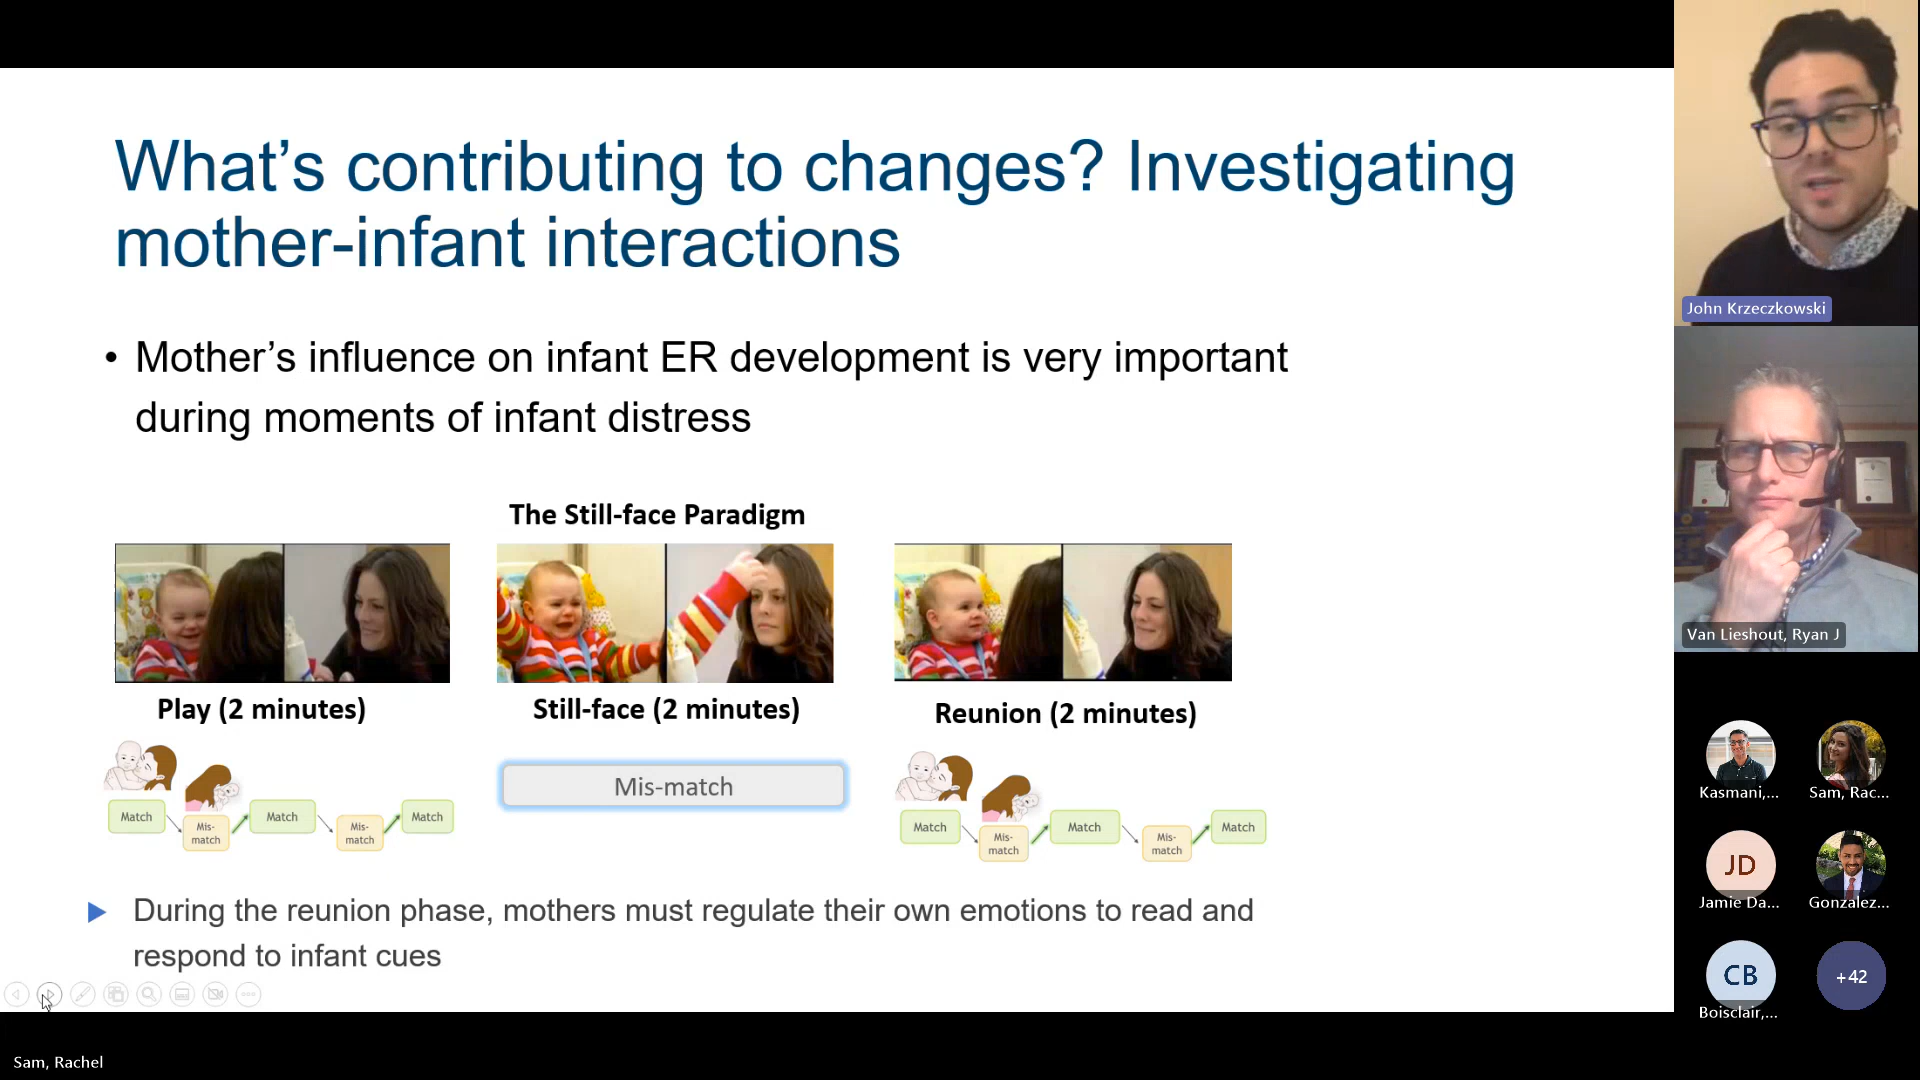 What’s contributing to changes? Investigating
mother-infant interactions
• Mother’s influence on infant ER development is very important
during moments of infant distress
The Still-face Paradigm
Play (2 minutes)
Still-face (2 minutes)
Reunion (2 minutes)
Match
Mis-
match
Match
Mis-
match
Match
Mis-match
Match
Mis-
match
Match
Mis-
match
Match
During the reunion phase, mothers must regulate their own emotions to read and
respond to infant cues
Sam, Rachel
John Krzeczkowski
Van Lieshout, Ryan J
Kasmani,...
Sam, Rac...
JD
Jamie Da...
Gonzalez...
CB
Boisclair,...
+42